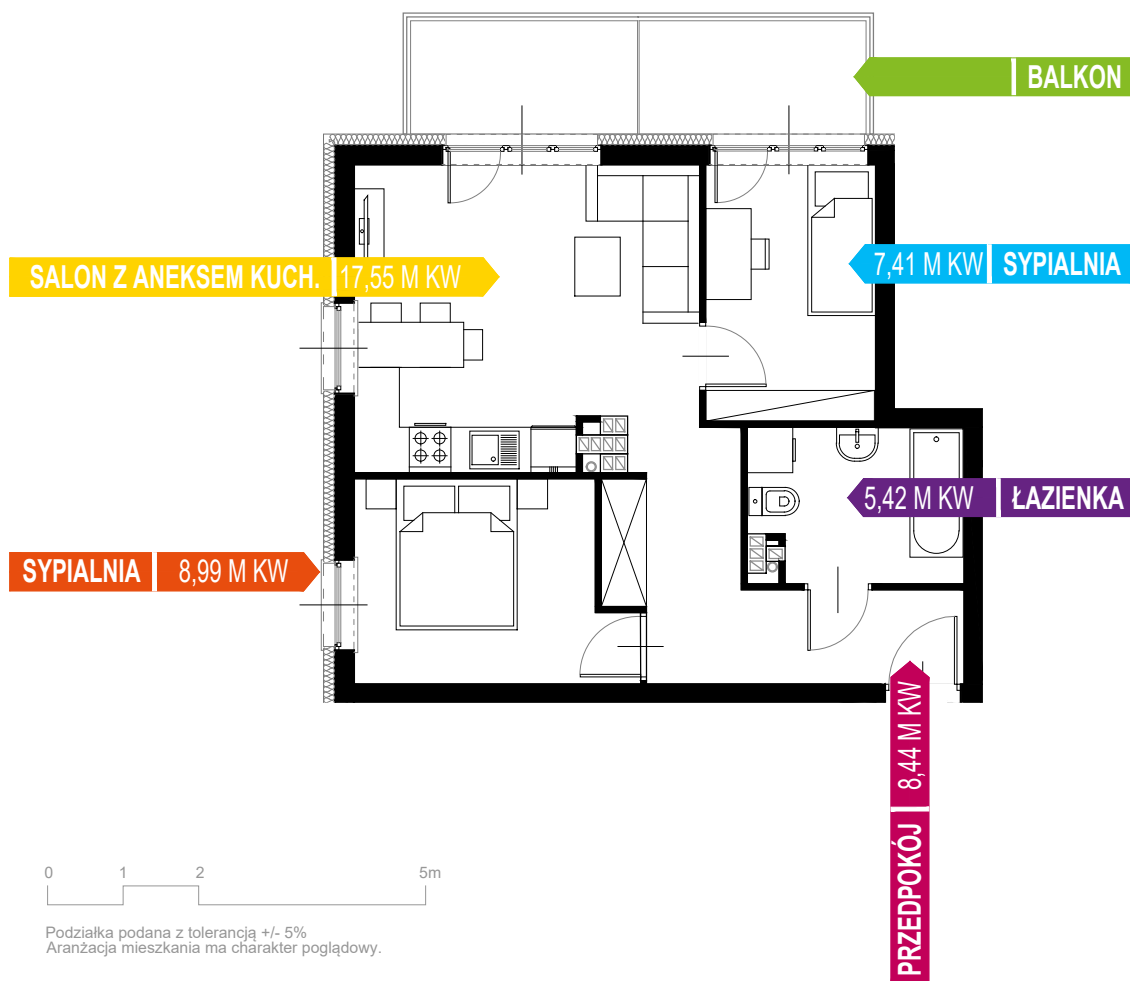 BALKON
SALON Z ANEKSEM KUCH. 17,55 M KW
7,41 M KW SYPIALNIA
5,42 M KW ŁAZIENKA
SYPIALNIA 8,99 M KW
PRZEDPOKÓJ 8,44 M KW
0 1 2 5m
Podziałka podana z tolerancją +/- 5%
Aranżacja mieszkania ma charakter poglądowy.